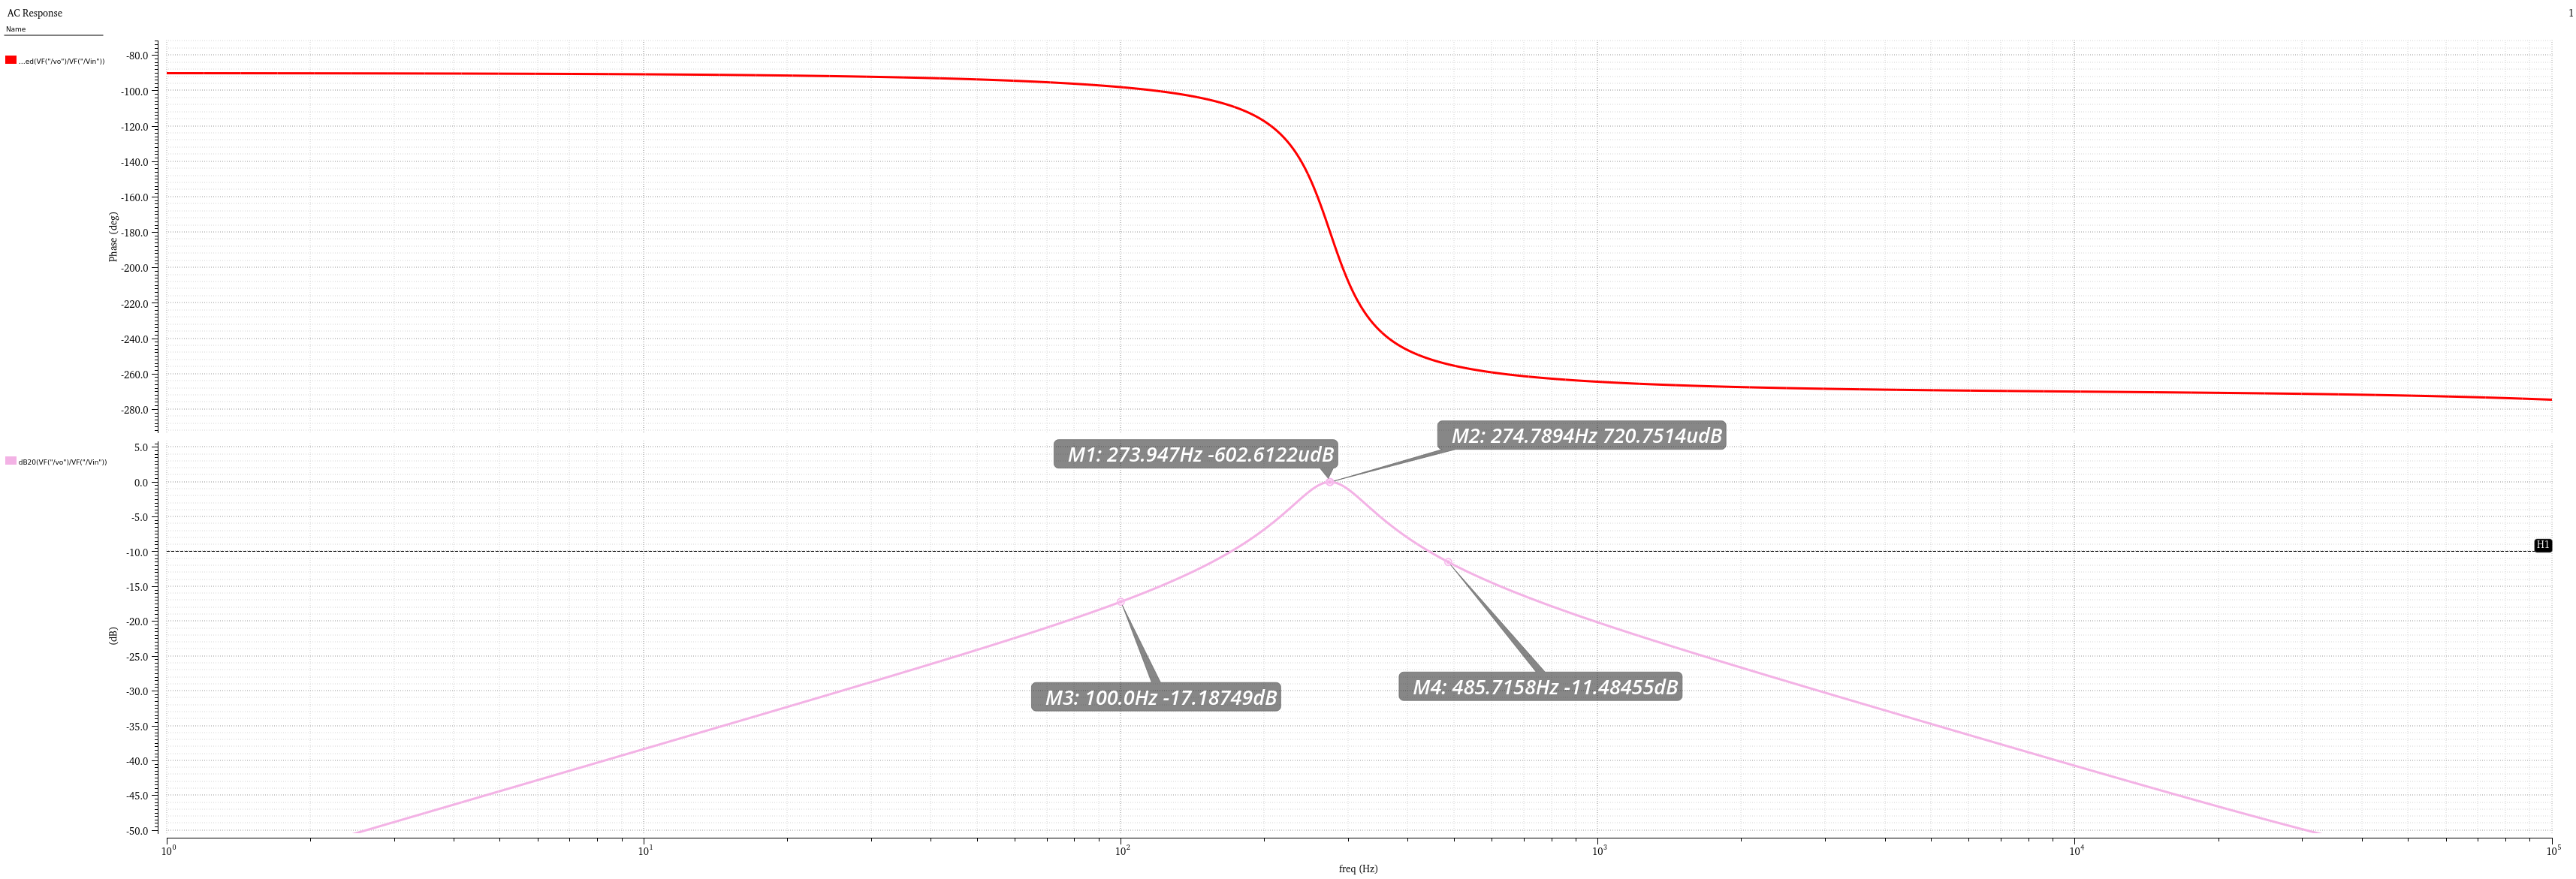 AC Response
1
Name
...ed(VF("/vo")/VF("/Vin"))
-80.0
-100.0
-120.0
-140.0
-160.0
-180.0
-200.0
-220.0
-240.0
-260.0
-280.0
Phase (deg)
M1: 273.947Hz -602.6122udB
M2: 274.7894Hz 720.7514udB
dB20(VF("/vo")/VF("/Vin"))
5.0
0.0
-5.0
-10.0
-15.0
-20.0
-25.0
-30.0
-35.0
-40.0
-45.0
-50.0
(dB)
H1
M3: 100.0Hz -17.18749dB
M4: 485.7158Hz -11.48455dB
10⁰ 10¹ 10² 10³ 10⁴ 10⁵
freq (Hz)